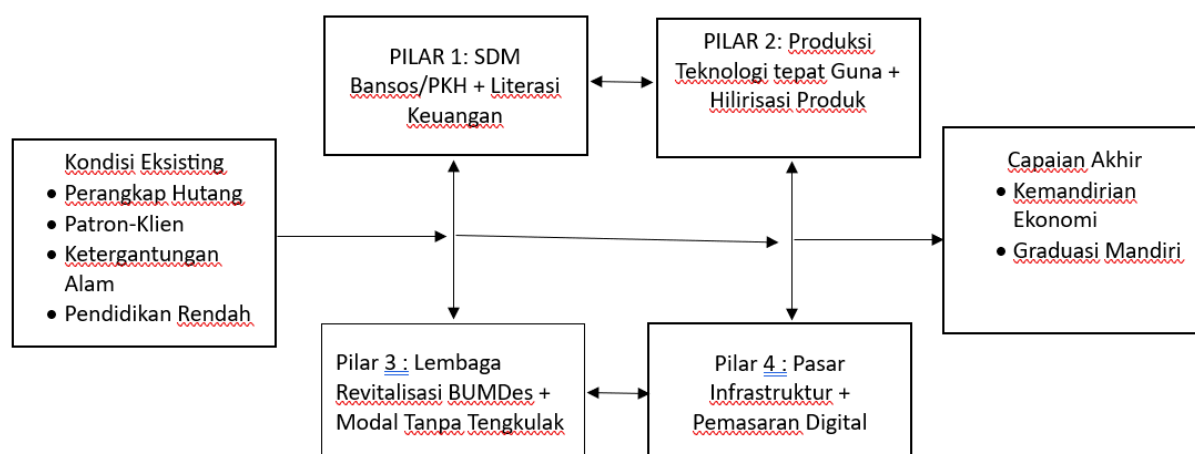 PILAR 1: SDM
Bansos/PKH + Literasi
Keuangan
PILAR 2: Produksi
Teknologi tepat Guna +
Hilirisasi Produk
Kondisi Eksisting
• Perangkap Hutang
• Patron-Klien
• Ketergantungan
Alam
• Pendidikan Rendah
Capaian Akhir
• Kemandirian
Ekonomi
• Graduasi Mandiri
Pilar 3 : Lembaga
Revitalisasi BUMDes +
Modal Tanpa Tengkulak
Pilar 4 : Pasar
Infrastruktur +
Pemasaran Digital